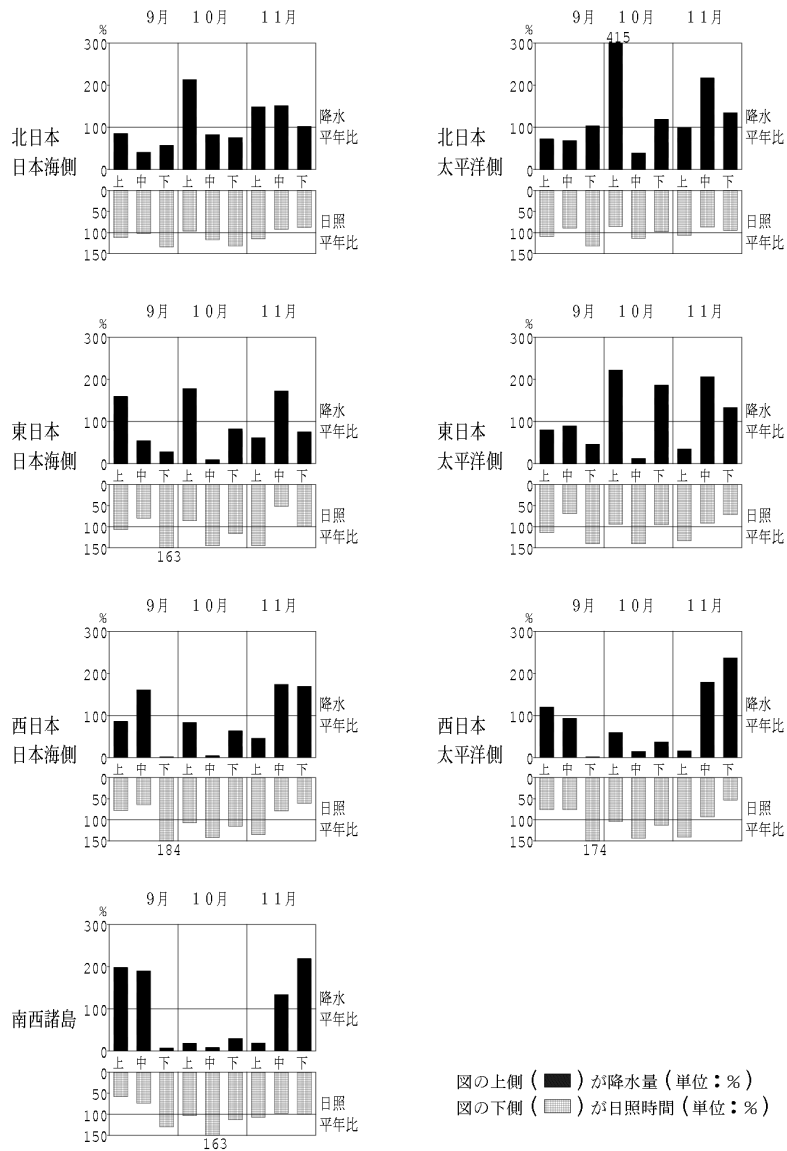 9月 10月 11月
%
300
200
100
0
降水
平年比
北日本
日本海側
上 中 下 上 中 下 上 中 下
0
50
100
150
日照
平年比
9月 10月 11月
%
415
300
200
100
0
降水
平年比
北日本
太平洋側
上 中 下 上 中 下 上 中 下
0
50
100
150
日照
平年比
9月 10月 11月
%
300
200
100
0
降水
平年比
東日本
日本海側
上 中 下 上 中 下 上 中 下
0
50
100
150
163
日照
平年比
9月 10月 11月
%
300
200
100
0
降水
平年比
東日本
太平洋側
上 中 下 上 中 下 上 中 下
0
50
100
150
日照
平年比
9月 10月 11月
%
300
200
100
0
降水
平年比
西日本
日本海側
上 中 下 上 中 下 上 中 下
0
50
100
150
184
日照
平年比
9月 10月 11月
%
300
200
100
0
降水
平年比
西日本
太平洋側
上 中 下 上 中 下 上 中 下
0
50
100
150
174
日照
平年比
9月 10月 11月
%
300
200
100
0
降水
平年比
南西諸島
上 中 下 上 中 下 上 中 下
0
50
100
150
163
日照
平年比
図の上側( )が降水量(単位:%)
図の下側( )が日照時間(単位:%)